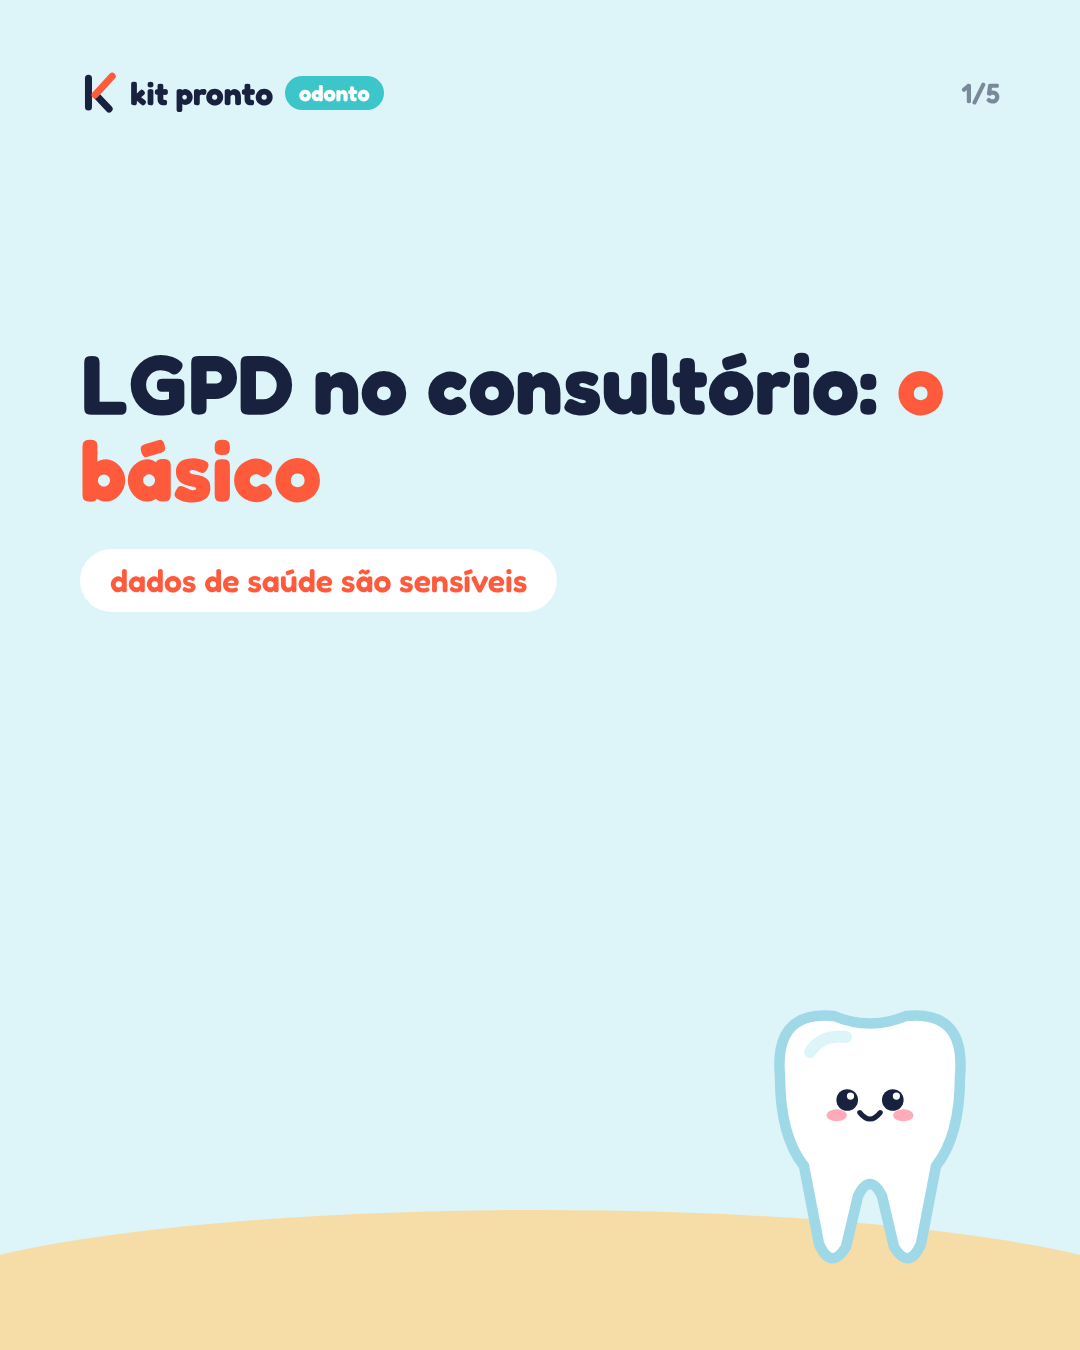 kit pronto odonto
1/5
LGPD no consultório: o
básico
dados de saúde são sensíveis